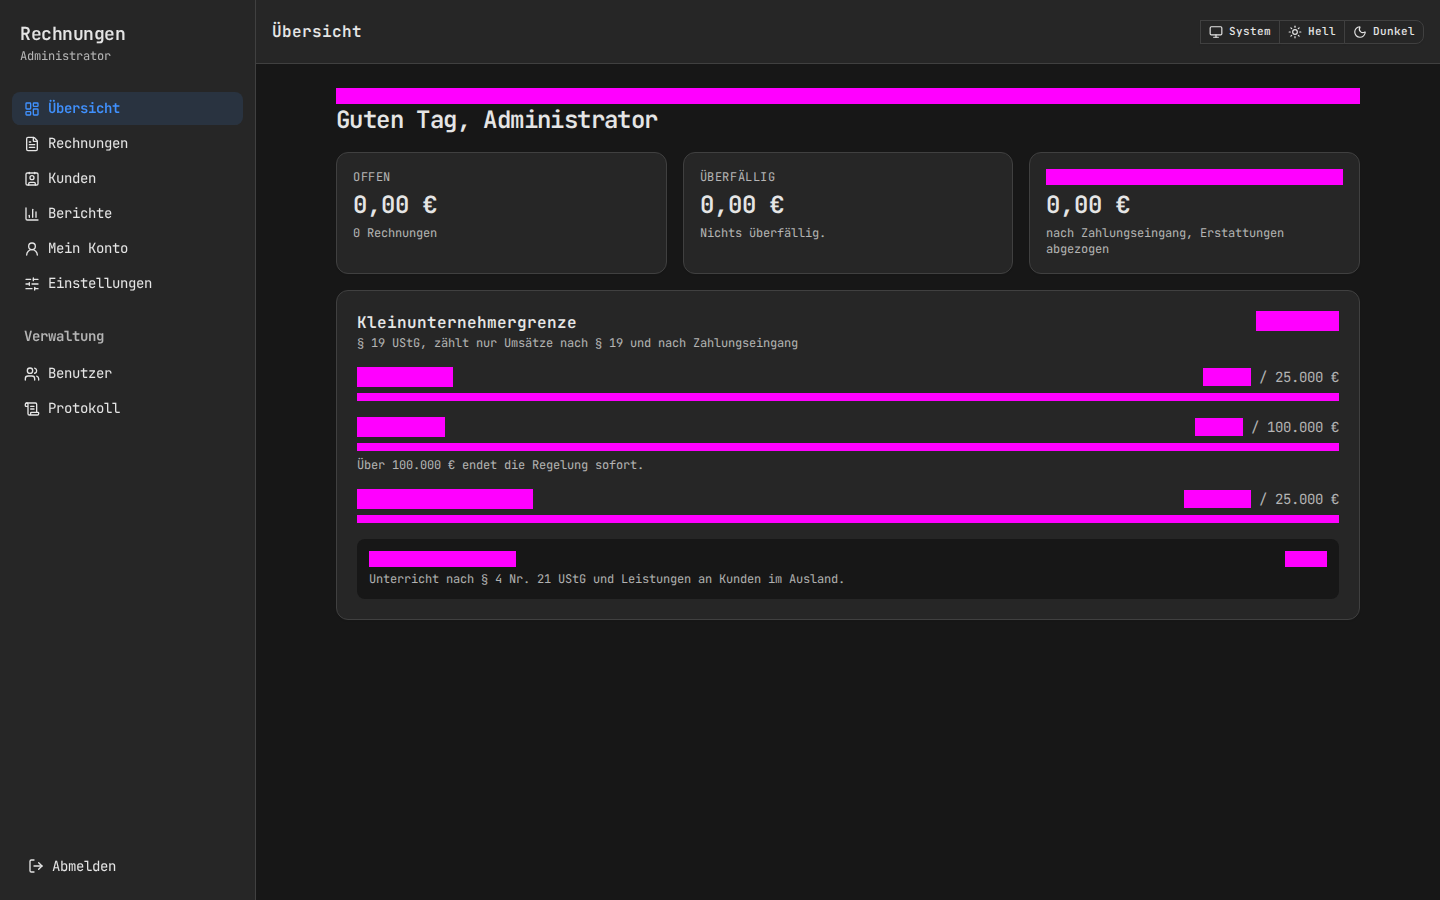 Rechnungen
Administrator
Übersicht
Rechnungen
Kunden
Berichte
Mein Konto
Einstellungen
Verwaltung
Benutzer
Protokoll
Abmelden
Übersicht
System Hell Dunkel
Guten Tag, Administrator
OFFEN
0,00 €
0 Rechnungen
ÜBERFÄLLIG
0,00 €
Nichts überfällig.
0,00 €
nach Zahlungseingang, Erstattungen
abgezogen
Kleinunternehmergrenze
§ 19 UStG, zählt nur Umsätze nach § 19 und nach Zahlungseingang
/ 25.000 €
/ 100.000 €
Über 100.000 € endet die Regelung sofort.
/ 25.000 €
Unterricht nach § 4 Nr. 21 UStG und Leistungen an Kunden im Ausland.